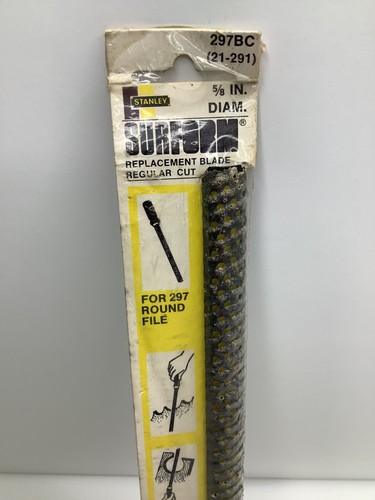 297BC
(21-291)
5/8 IN.
DIAM.
STANLEY
SURFORM®
REPLACEMENT BLADE
REGULAR CUT
FOR 297
ROUND
FILE